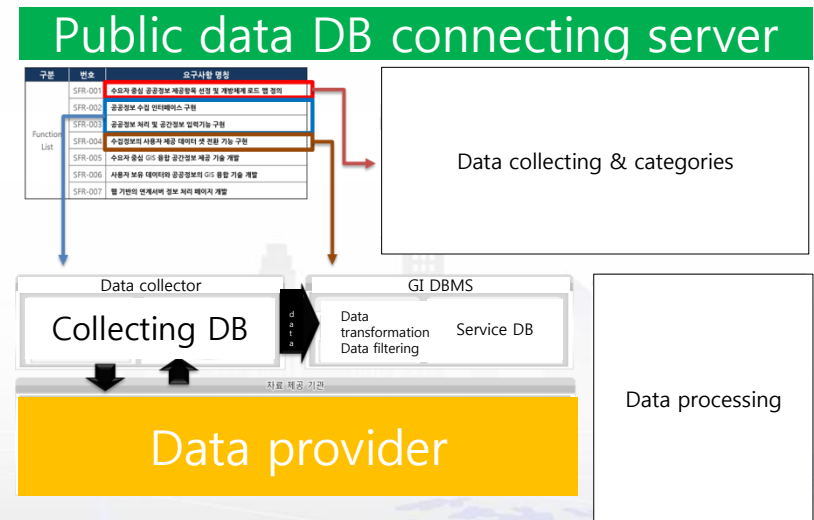 Public data DB connecting server
구분 번호 요구사항 명칭
Function List
SFR-001 수요자 중심 공공정보 제공항목 선정 및 개방체계 로드 맵 정의
SFR-002 공공정보 수집 인터페이스 구현
SFR-003 공공정보 처리 및 공간정보 입력기능 구현
SFR-004 수집정보의 사용자 제공 데이터 셋 전환 기능 구현
SFR-005 수요자 중심 GIS 융합 공간정보 제공 기술 개발
SFR-006 사용자 보유 데이터와 공공정보의 GIS 융합 기술 개발
SFR-007 웹 기반의 연계서버 정보 처리 페이지 개발
Data collecting & categories
Data collector
Collecting DB
data
GI DBMS
Data
transformation
Data filtering
Service DB
자료 제공 기관
Data provider
Data processing